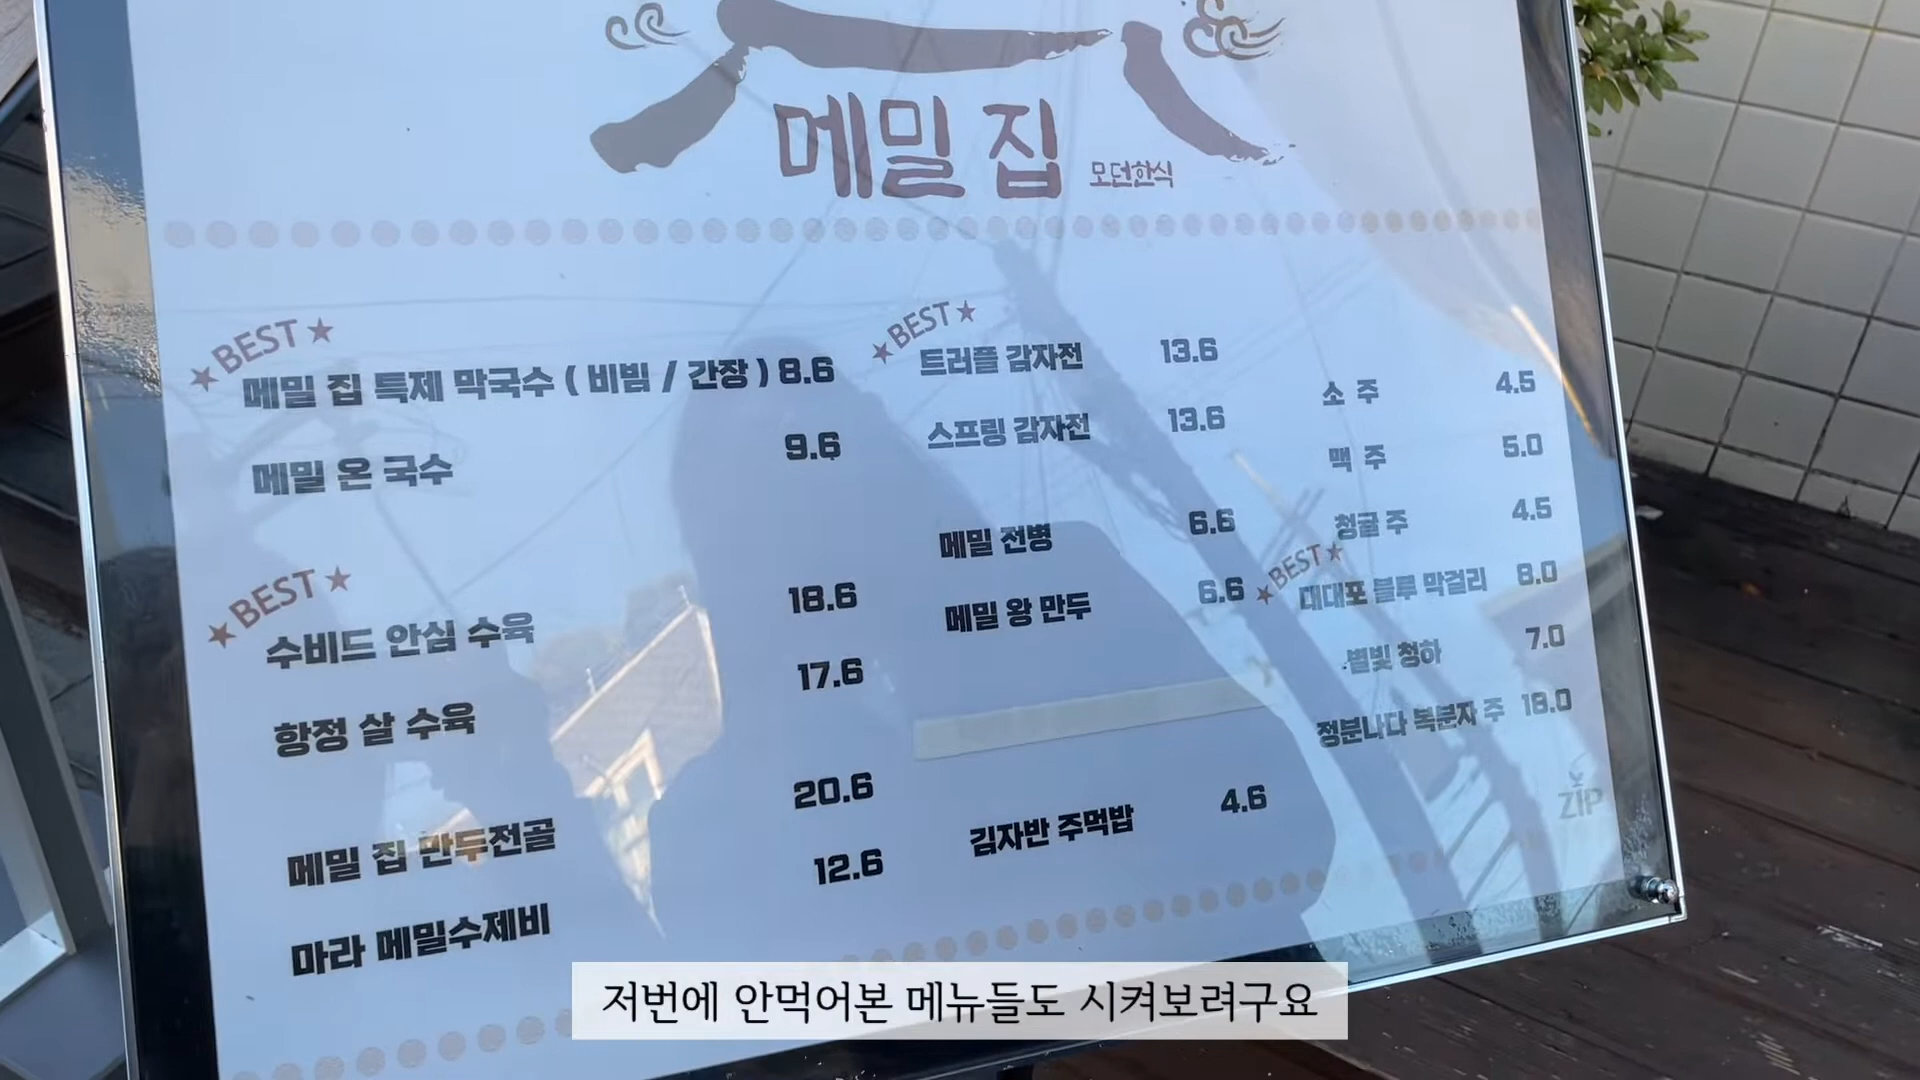 메밀 집 모던한식
★BEST★
메밀 집 특제 막국수 ( 비빔 / 간장 ) 8.6
메밀 온 국수 9.6
★BEST★
수비드 안심 수육 18.6
항정 살 수육 17.6
메밀 집 만두전골 20.6
마라 메밀수제비 12.6
★BEST★
트러플 감자전 13.6
스프링 감자전 13.6
메밀 전병 6.6
메밀 왕 만두 6.6
김자반 주먹밥 4.6
소 주 4.5
맥 주 5.0
청귤 주 4.5
★BEST★
대대포 블루 막걸리 8.0
별빛 청하 7.0
정분나다 복분자 주 18.0
ZIP
저번에 안먹어본 메뉴들도 시켜보려구요